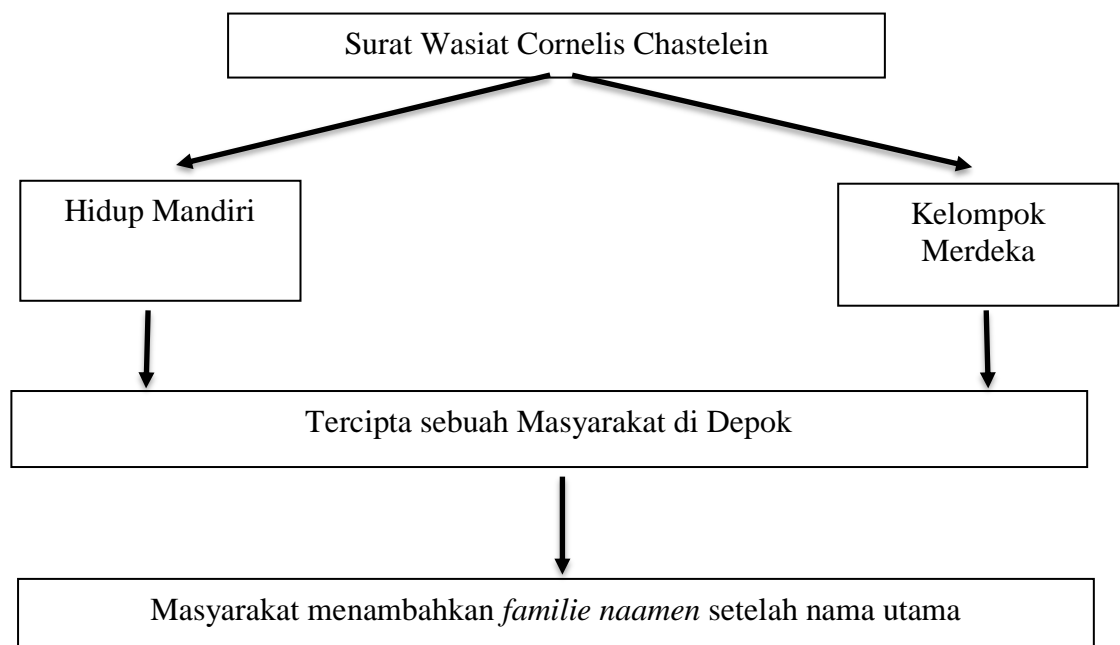 Surat Wasiat Cornelis Chastelein
Hidup Mandiri
Kelompok
Merdeka
Tercipta sebuah Masyarakat di Depok
Masyarakat menambahkan familie naamen setelah nama utama